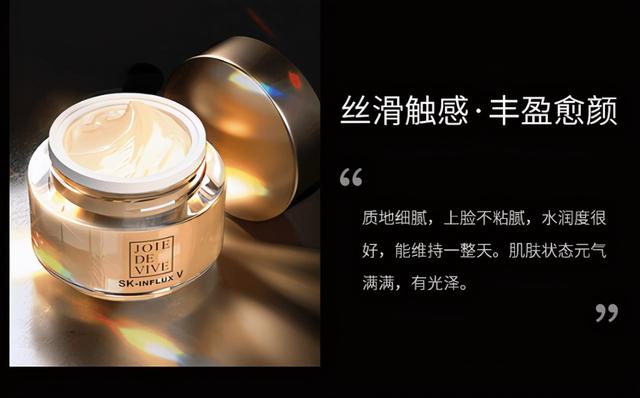 JOIE
DE
VIVE
SK-INFLUX V
丝滑触感·丰盈愈颜
“
质地细腻，上脸不粘腻，水润度很
好，能维持一整天。肌肤状态元气
满满，有光泽。
”